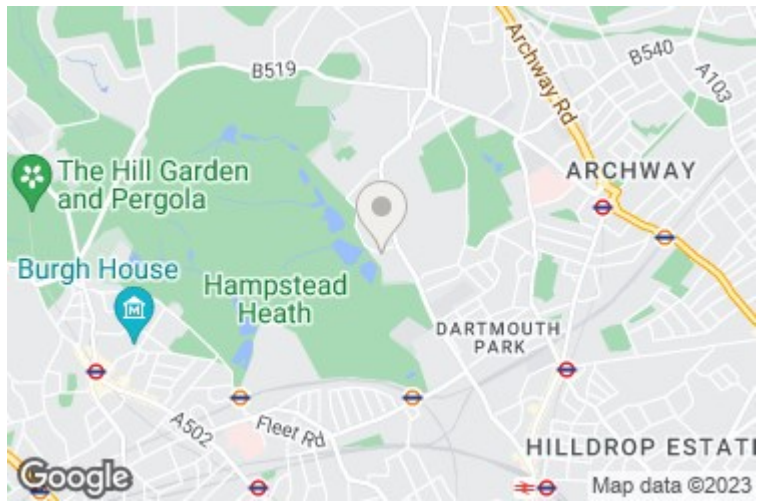 B519
Archway Rd
B540
A103
The Hill Garden
and Pergola
ARCHWAY
Burgh House
M
Hampstead
Heath
DARTMOUTH
PARK
A502
Fleet Rd
HILLDROP ESTATE
Google
Map data ©2023